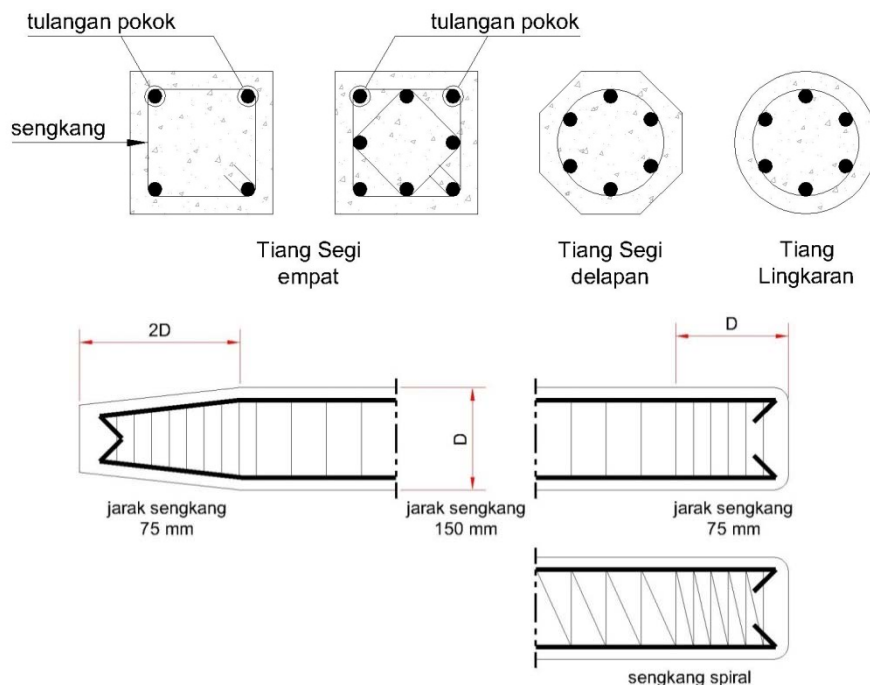 tulangan pokok
tulangan pokok
sengkang
Tiang Segi
empat
Tiang Segi
delapan
Tiang
Lingkaran
2D
D
D
jarak sengkang
75 mm
jarak sengkang
150 mm
jarak sengkang
75 mm
sengkang spiral